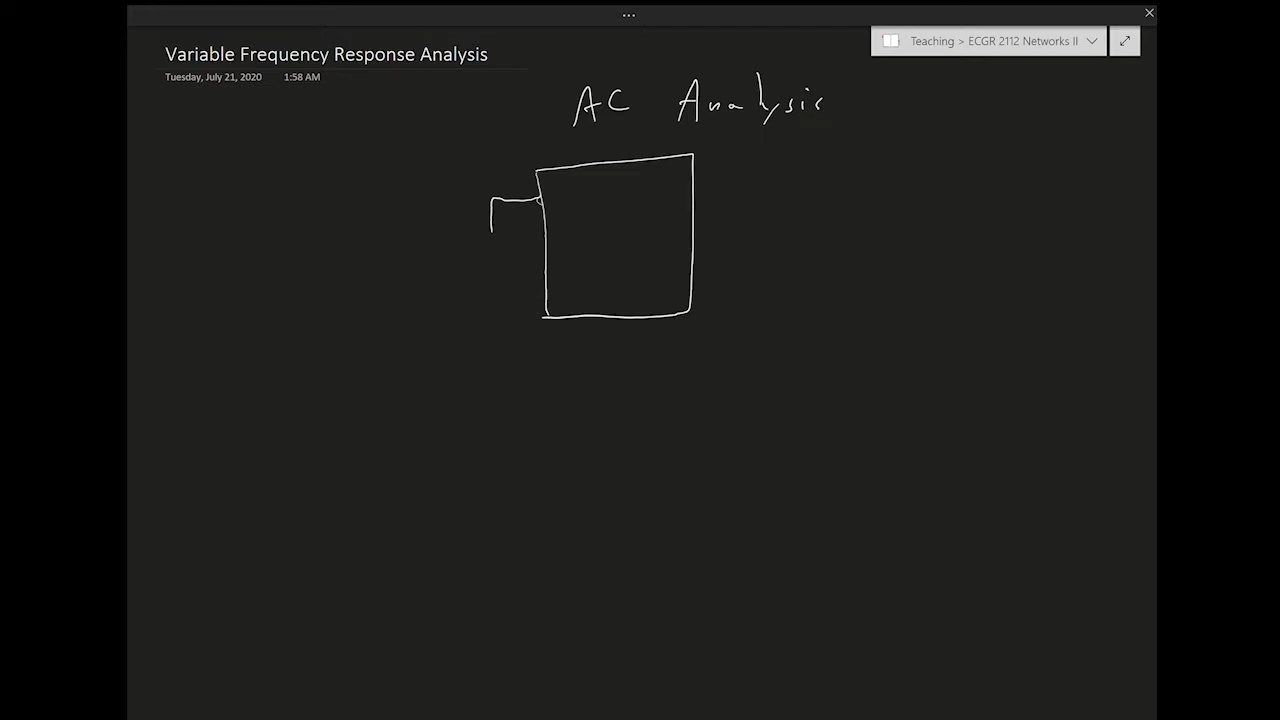 Variable Frequency Response Analysis
Tuesday, July 21, 2020 1:58 AM
Teaching > ECGR 2112 Networks II
AC Analysis